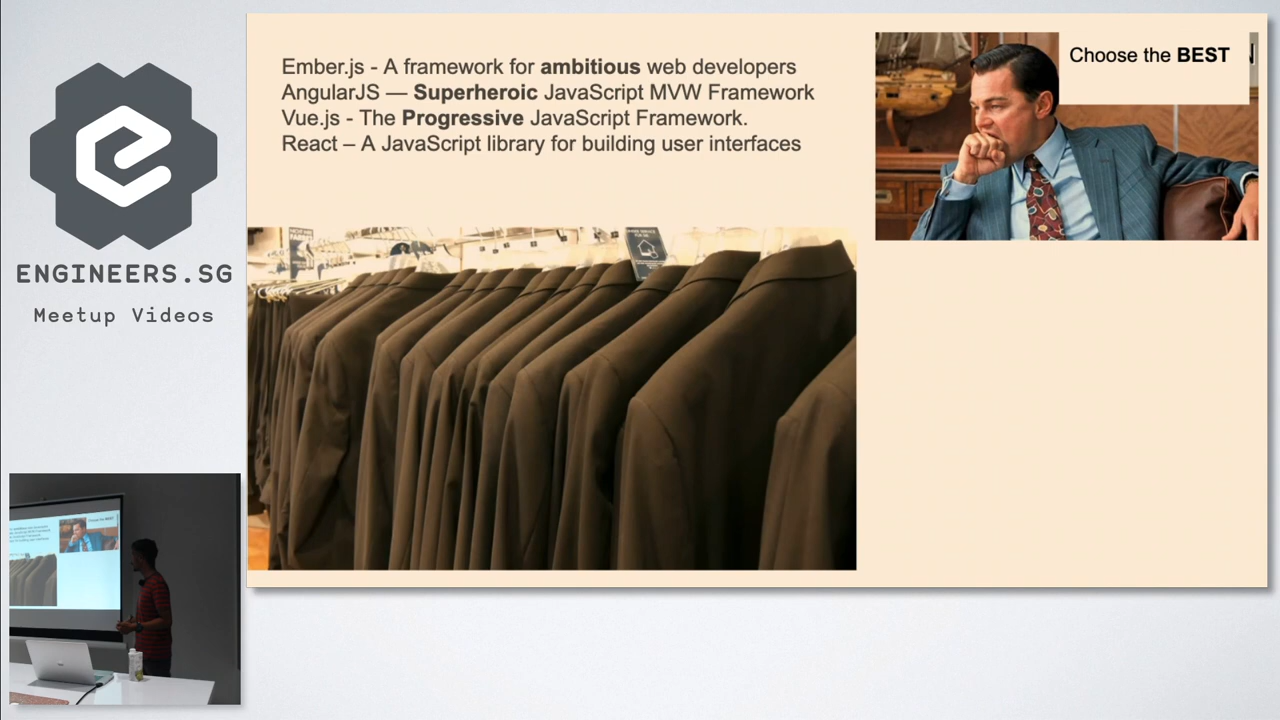 ENGINEERS.SG
Meetup Videos
Ember.js - A framework for ambitious web developers
AngularJS — Superheroic JavaScript MVW Framework
Vue.js - The Progressive JavaScript Framework.
React – A JavaScript library for building user interfaces
Choose the BEST